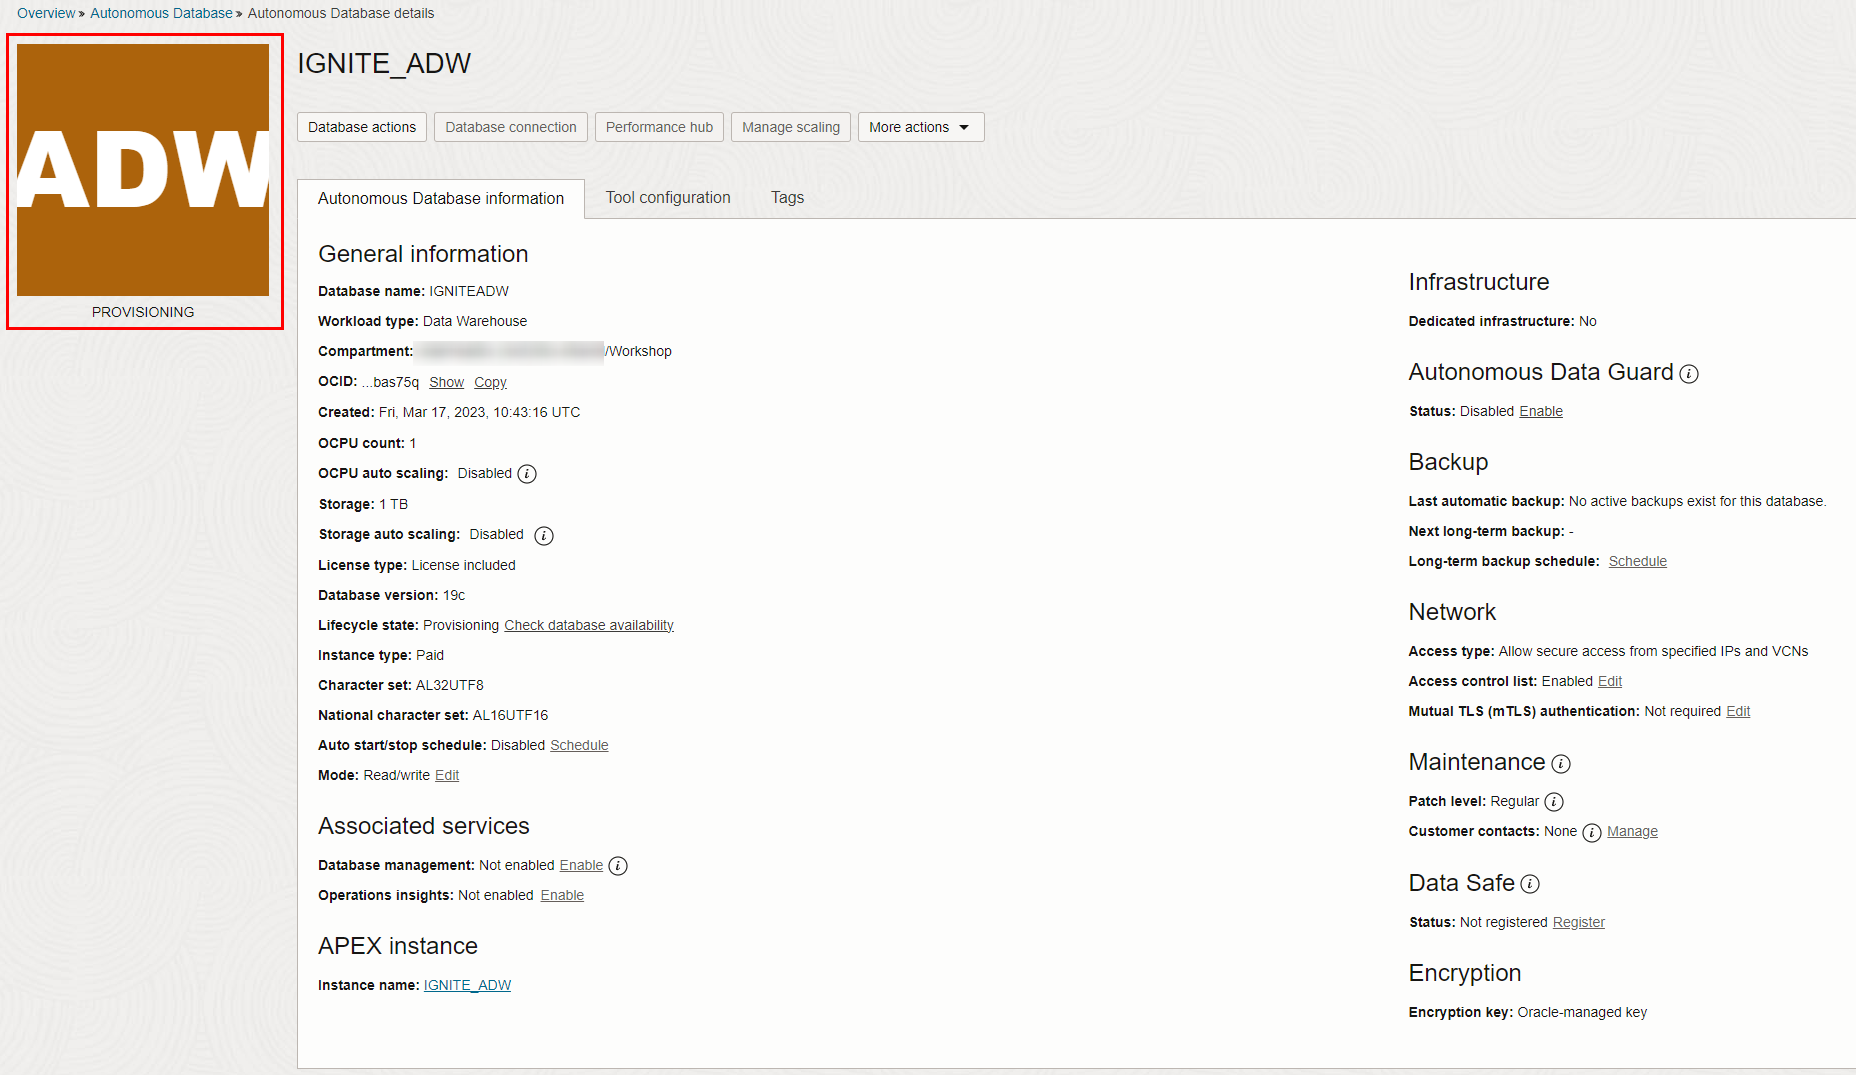 Overview » Autonomous Database » Autonomous Database details
ADW
PROVISIONING
IGNITE_ADW
Database actions
Database connection
Performance hub
Manage scaling
More actions
Autonomous Database information
Tool configuration
Tags
General information
Database name: IGNITEADW
Workload type: Data Warehouse
Compartment: /Workshop
OCID: ...bas75q Show Copy
Created: Fri, Mar 17, 2023, 10:43:16 UTC
OCPU count: 1
OCPU auto scaling: Disabled i
Storage: 1 TB
Storage auto scaling: Disabled i
License type: License included
Database version: 19c
Lifecycle state: Provisioning Check database availability
Instance type: Paid
Character set: AL32UTF8
National character set: AL16UTF16
Auto start/stop schedule: Disabled Schedule
Mode: Read/write Edit
Associated services
Database management: Not enabled Enable i
Operations insights: Not enabled Enable
APEX instance
Instance name: IGNITE_ADW
Infrastructure
Dedicated infrastructure: No
Autonomous Data Guard i
Status: Disabled Enable
Backup
Last automatic backup: No active backups exist for this database.
Next long-term backup: -
Long-term backup schedule: Schedule
Network
Access type: Allow secure access from specified IPs and VCNs
Access control list: Enabled Edit
Mutual TLS (mTLS) authentication: Not required Edit
Maintenance i
Patch level: Regular i
Customer contacts: None i Manage
Data Safe i
Status: Not registered Register
Encryption
Encryption key: Oracle-managed key